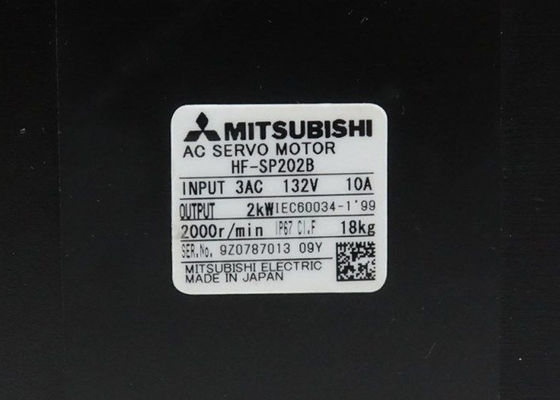 MITSUBISHI
AC SERVO MOTOR
HF-SP202B
INPUT 3AC 132V 10A
OUTPUT 2kW IEC60034-1'99
2000r/min IP67 Cl.F 18kg
SER.No. 9Z0787013 09Y
MITSUBISHI ELECTRIC
MADE IN JAPAN